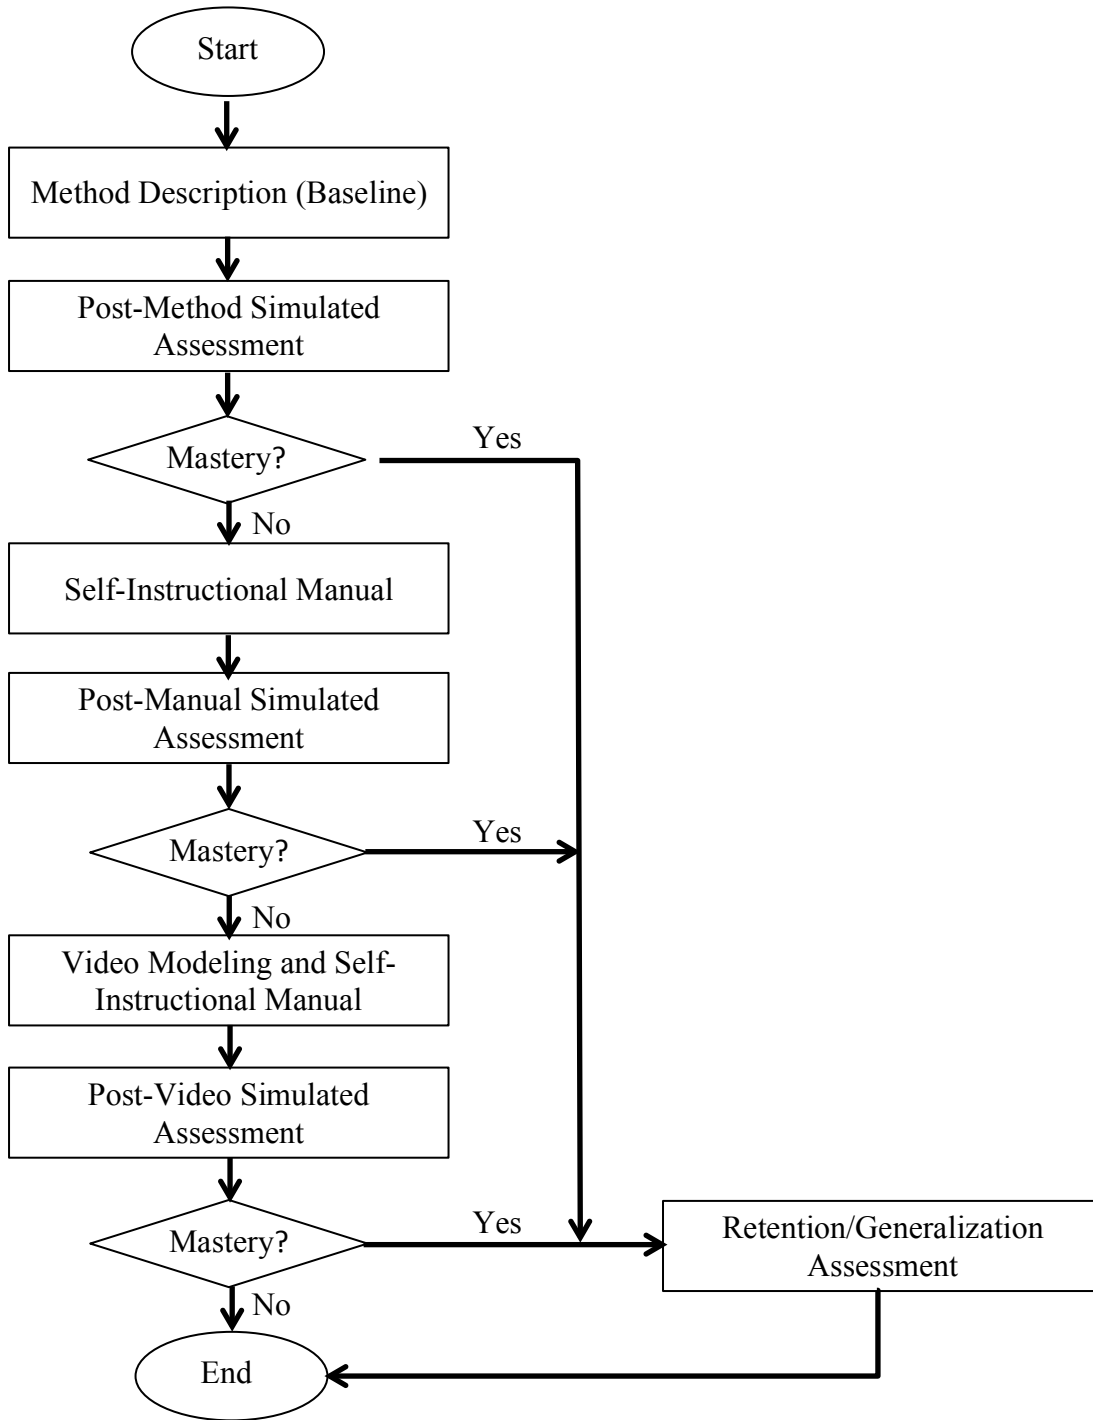 Start
Method Description (Baseline)
Post-Method Simulated
Assessment
Mastery?
Yes
No
Self-Instructional Manual
Post-Manual Simulated
Assessment
Mastery?
Yes
No
Video Modeling and Self-
Instructional Manual
Post-Video Simulated
Assessment
Mastery?
Yes
Retention/Generalization
Assessment
No
End